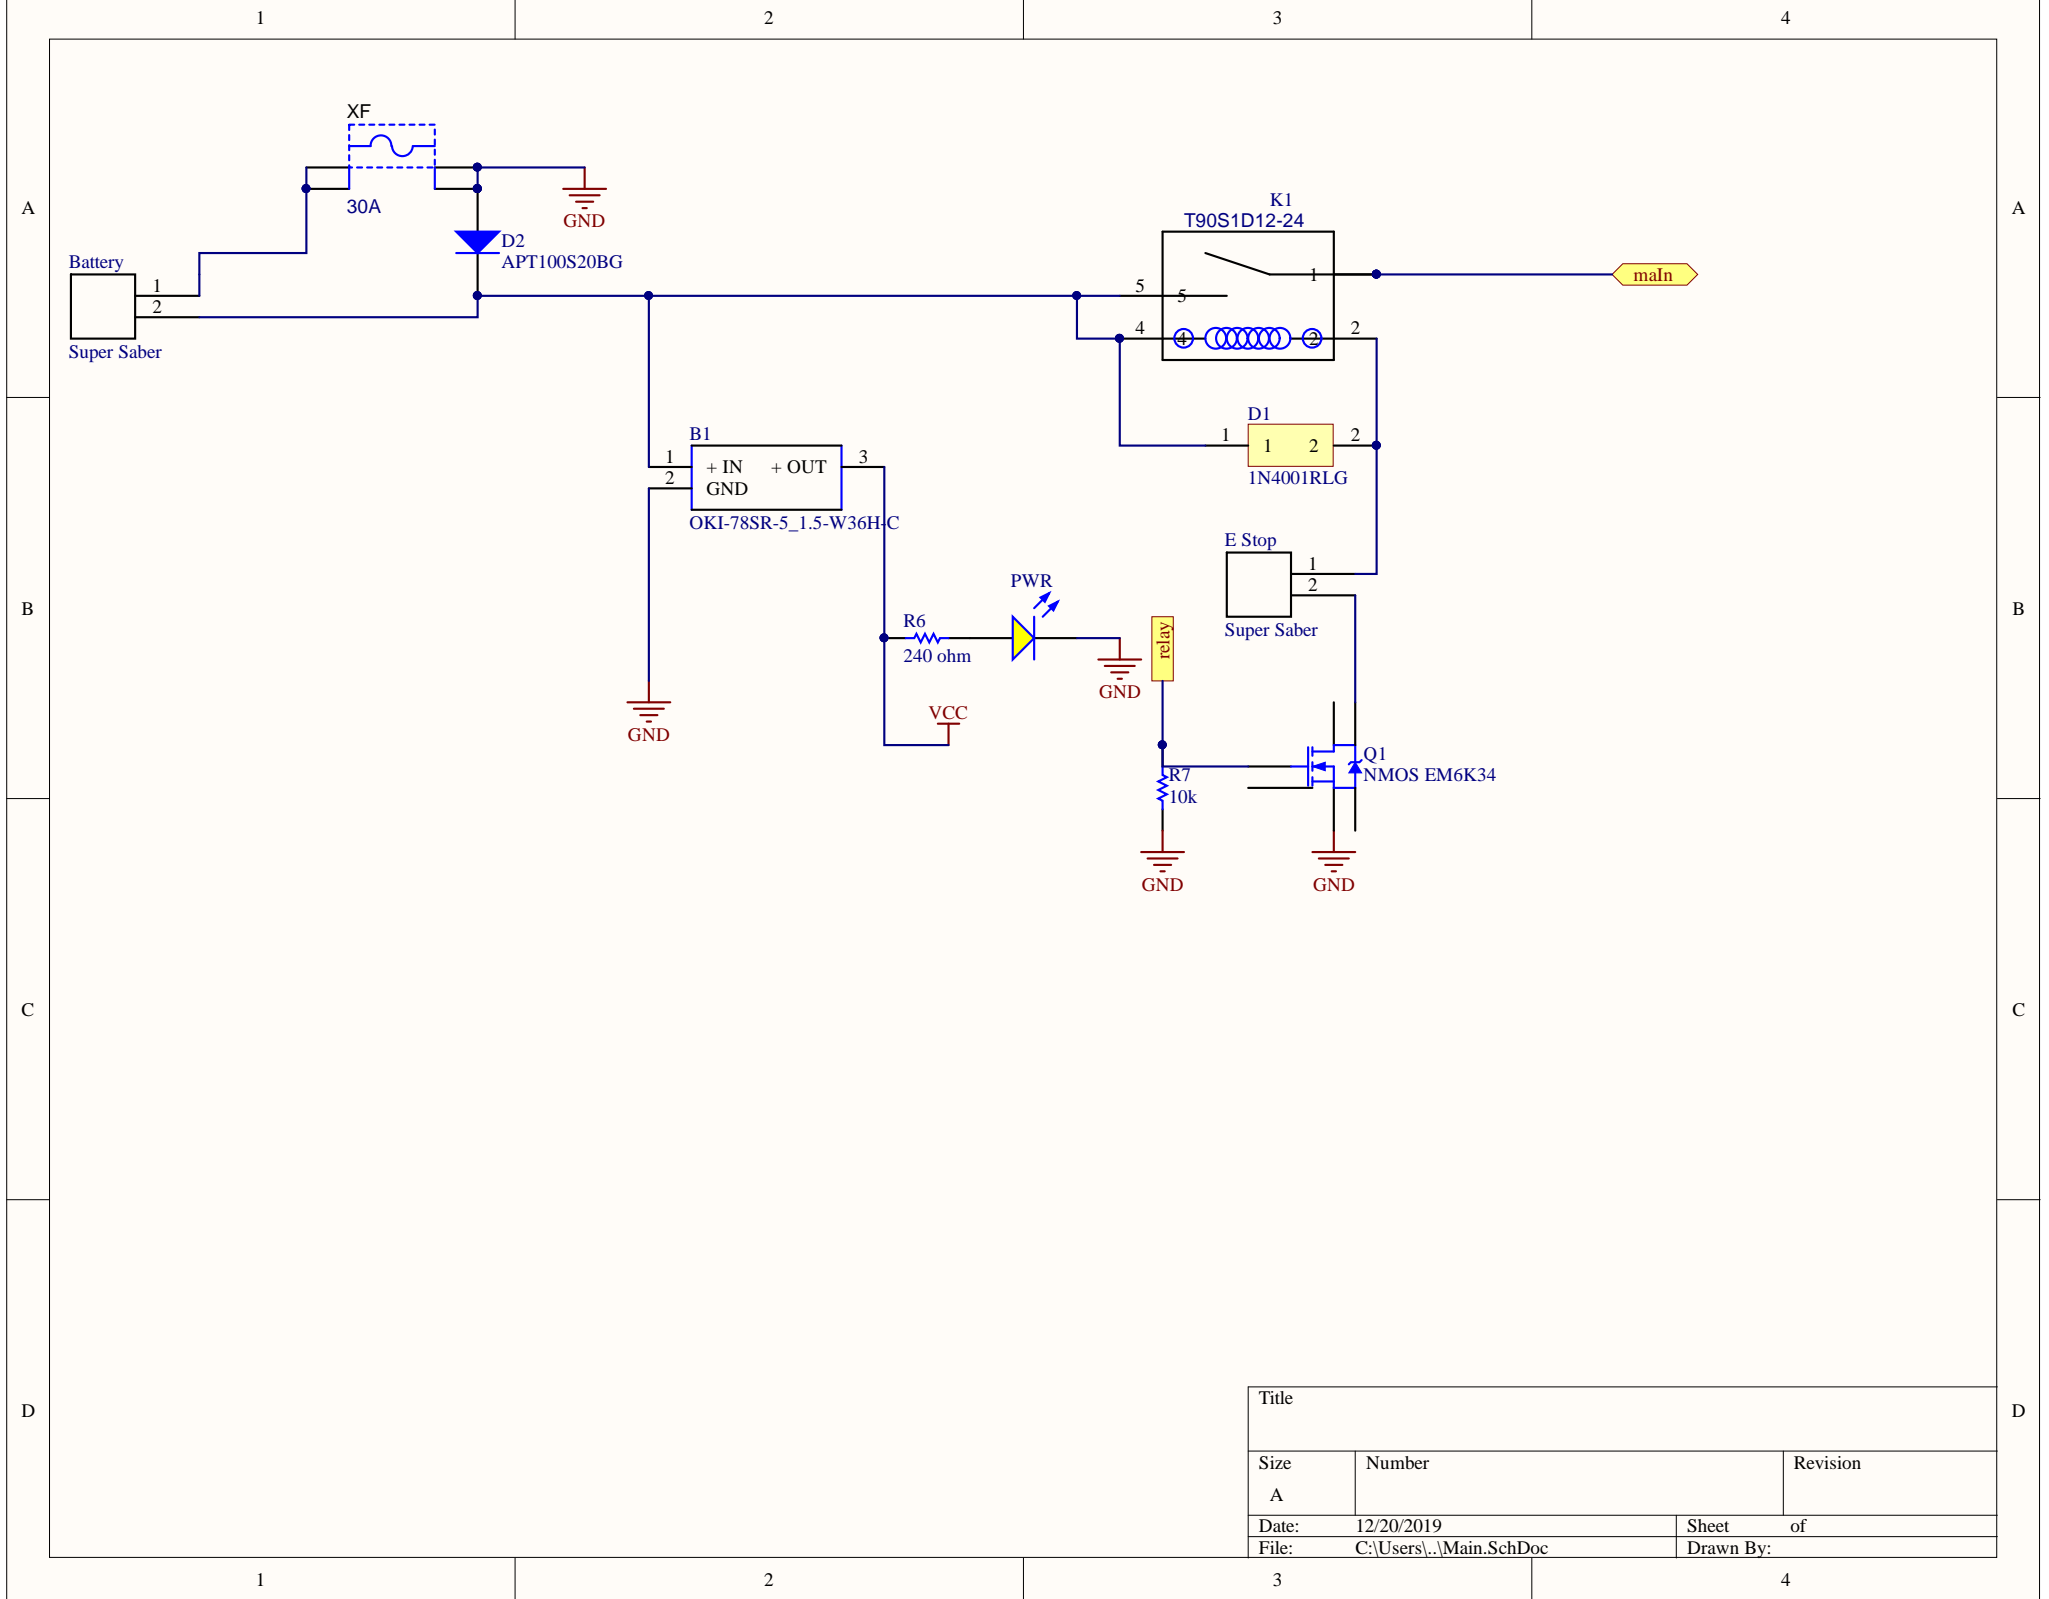 1 2 3 4
A A
XF
30A
GND
D2
APT100S20BG
Battery
1
2
Super Saber
K1
T90S1D12-24
5 5 1
maIn
4 4 2 2
D1
1 1 2 2
1N4001RLG
B1
1 + IN + OUT 3
2 GND
OKI-78SR-5_1.5-W36H-C
E Stop
1
2
Super Saber
B B
PWR
R6
240 ohm
GND
relay
GND
VCC
Q1
NMOS EM6K34
R7
10k
GND
GND
C C
D D
Title
Size Number Revision
A
Date: 12/20/2019 Sheet of
File: C:\Users\..\Main.SchDoc Drawn By:
1 2 3 4